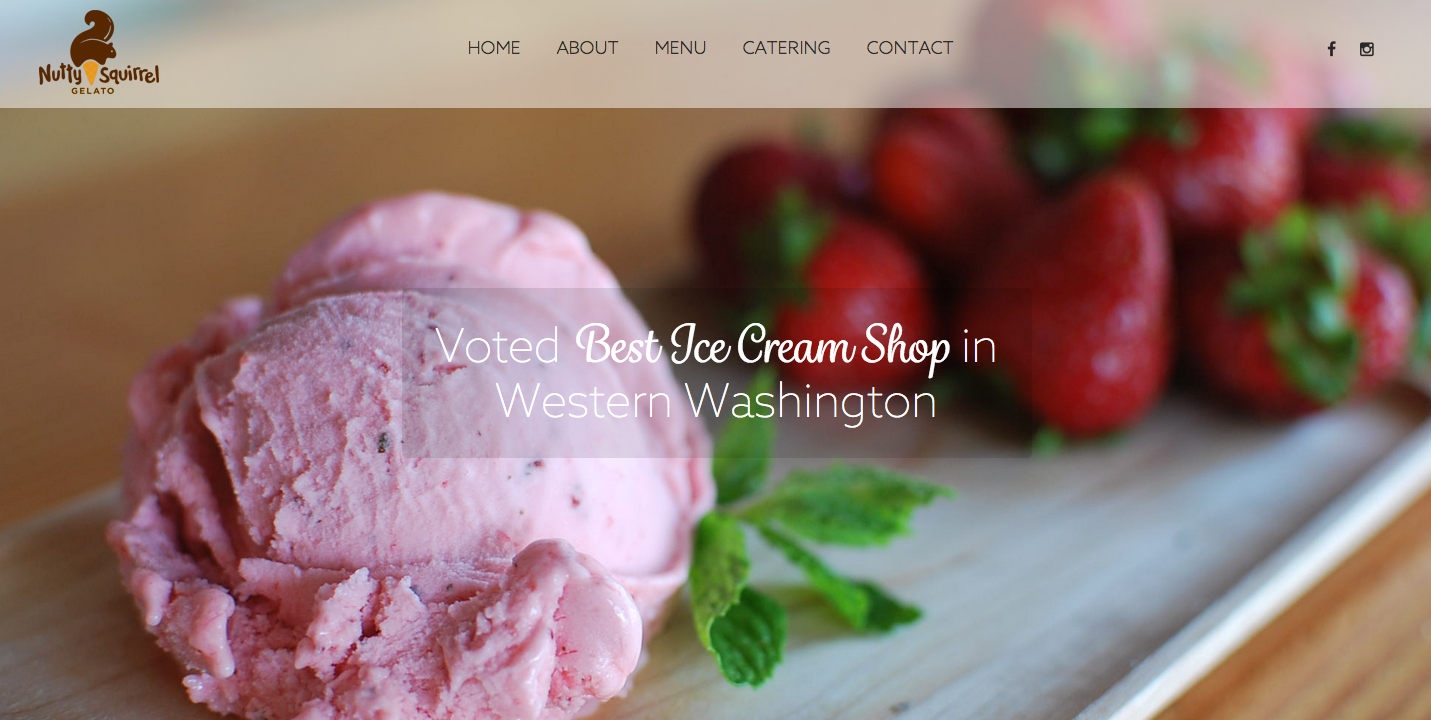 Nutty Squirrel
GELATO
HOME ABOUT MENU CATERING CONTACT
Voted Best Ice Cream Shop in
Western Washington